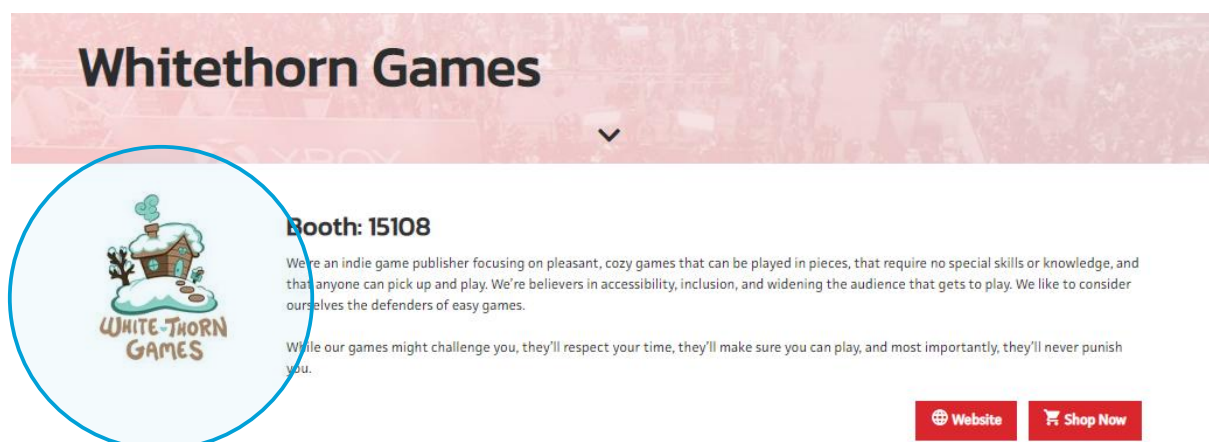 Whitethorn Games
XBOX
WHITE-THORN
GAMES
Booth: 15108
We're an indie game publisher focusing on pleasant, cozy games that can be played in pieces, that require no special skills or knowledge, and
that anyone can pick up and play. We're believers in accessibility, inclusion, and widening the audience that gets to play. We like to consider
ourselves the defenders of easy games.
While our games might challenge you, they'll respect your time, they'll make sure you can play, and most importantly, they'll never punish
you.
Website
Shop Now